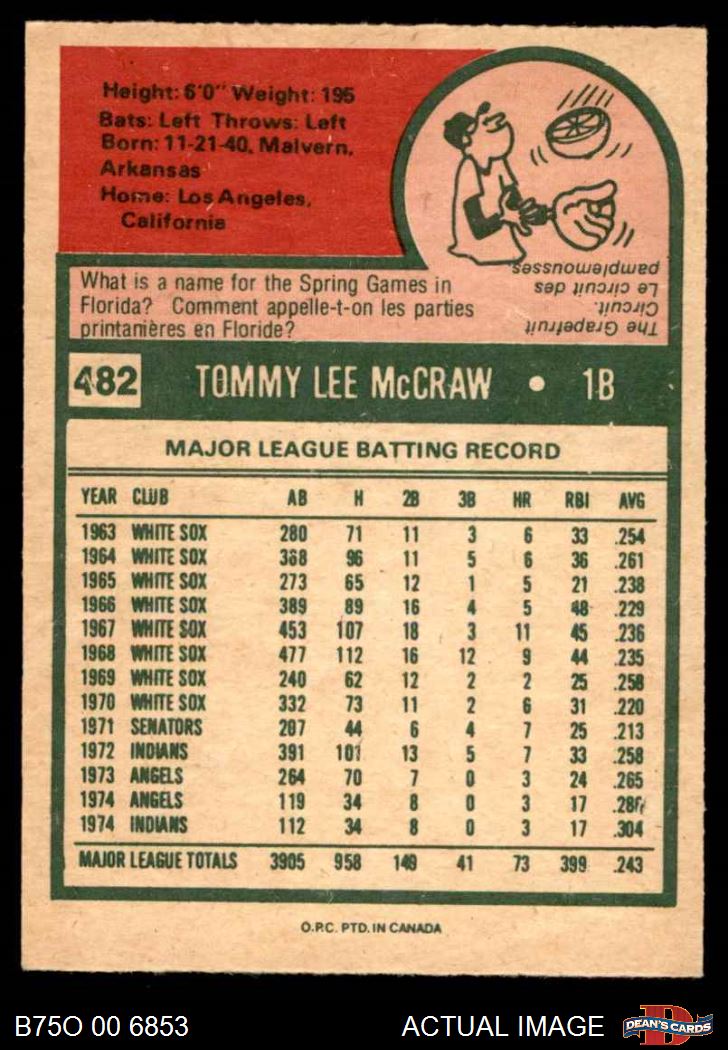 Height: 6'0" Weight: 195
Bats: Left Throws: Left
Born: 11-21-40, Malvern,
Arkansas
Home: Los Angeles,
California
What is a name for the Spring Games in
Florida? Comment appelle-t-on les parties
printanières en Floride?
The Grapefruit
Circuit.
Le circuit des
pamplemousses
482 TOMMY LEE McCRAW • 1B
MAJOR LEAGUE BATTING RECORD
YEAR CLUB AB H 2B 3B HR RBI AVG
1963 WHITE SOX 280 71 11 3 6 33 .254
1964 WHITE SOX 368 96 11 5 6 36 .261
1965 WHITE SOX 273 65 12 1 5 21 .238
1966 WHITE SOX 389 89 16 4 5 48 .229
1967 WHITE SOX 453 107 18 3 11 45 .236
1968 WHITE SOX 477 112 16 12 9 44 .235
1969 WHITE SOX 240 62 12 2 2 25 .258
1970 WHITE SOX 332 73 11 2 6 31 .220
1971 SENATORS 207 44 6 4 7 25 .213
1972 INDIANS 391 101 13 5 7 33 .258
1973 ANGELS 264 70 7 0 3 24 .265
1974 ANGELS 119 34 8 0 3 17 .286
1974 INDIANS 112 34 8 0 3 17 .304
MAJOR LEAGUE TOTALS 3905 958 149 41 73 399 .243
O.P.C. PTD. IN CANADA
B75O 00 6853 ACTUAL IMAGE D DEAN'S CARDS